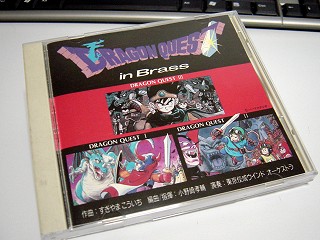 DRAGON QUEST
in Brass
DRAGON QUEST III
DRAGON QUEST I
DRAGON QUEST II
作曲:すぎやまこういち 編曲/指揮:小野崎孝輔 演奏:東京佼成ウインドオーケストラ